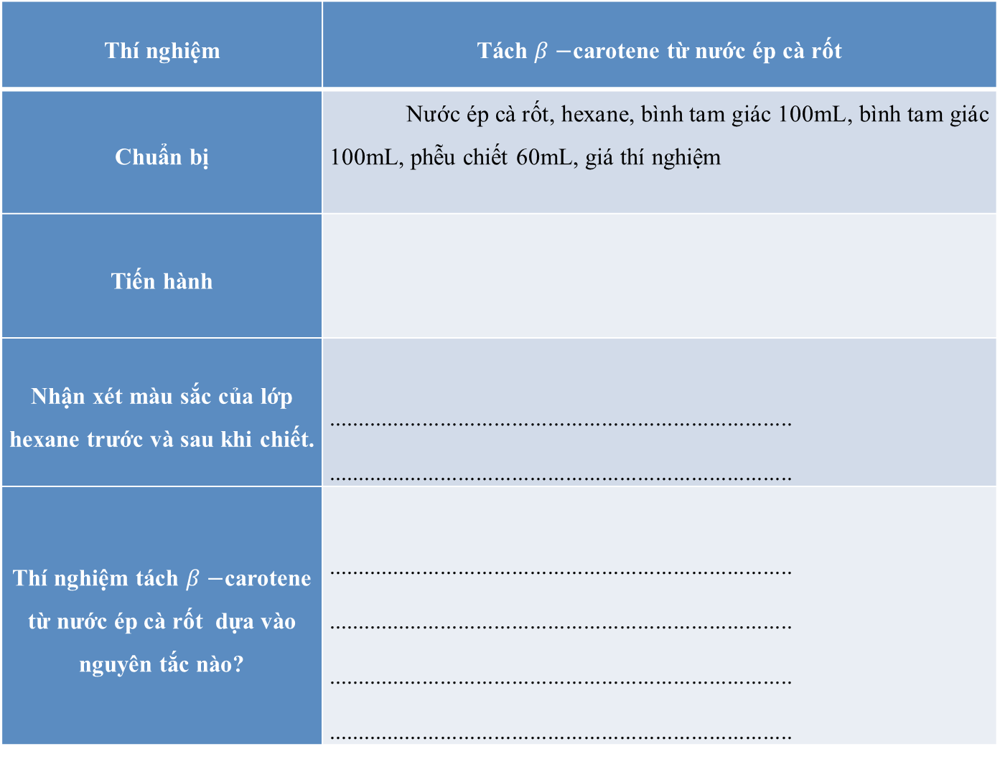 Thí nghiệm
Tách β −carotene từ nước ép cà rốt
Chuẩn bị
Nước ép cà rốt, hexane, bình tam giác 100mL, bình tam giác
100mL, phễu chiết 60mL, giá thí nghiệm
Tiến hành
Nhận xét màu sắc của lớp
hexane trước và sau khi chiết.
................................................................................
................................................................................
Thí nghiệm tách β −carotene
từ nước ép cà rốt dựa vào
nguyên tắc nào?
................................................................................
................................................................................
................................................................................
................................................................................